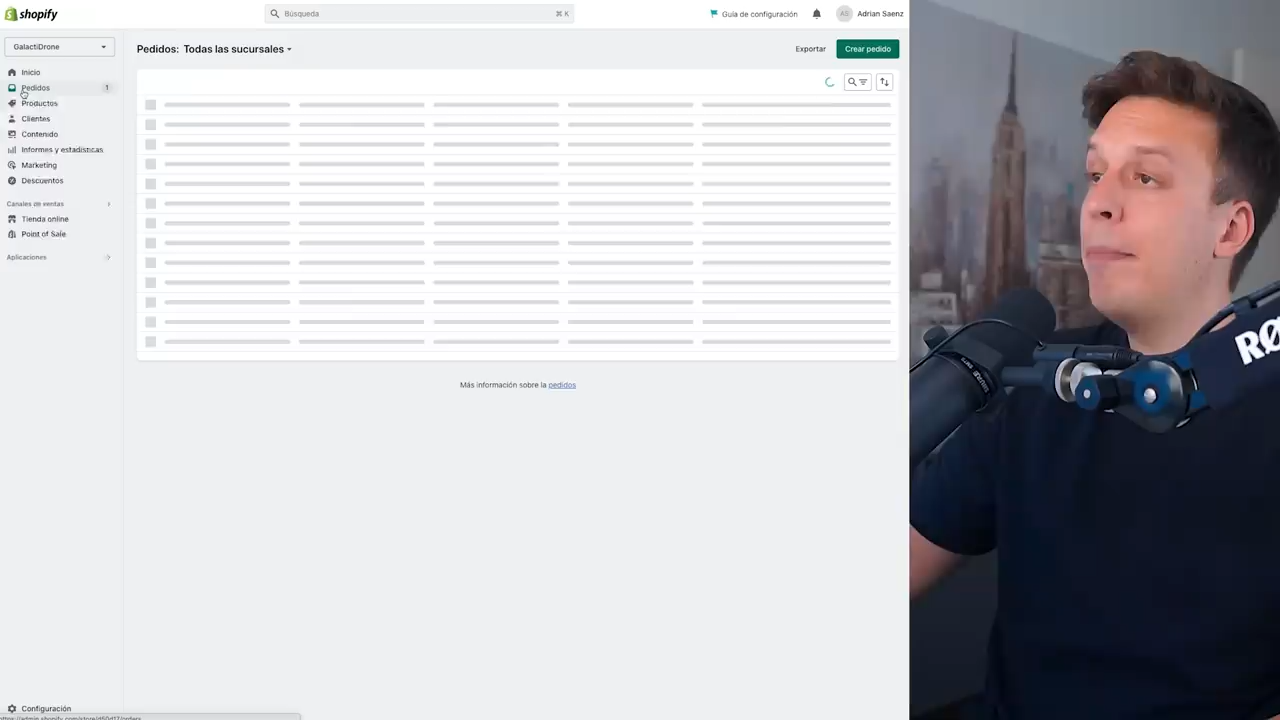 shopify
Búsqueda
⌘ K
Guía de configuración
AS
Adrian Saenz
GalactiDrone
Pedidos: Todas las sucursales
Exportar
Crear pedido
Inicio
Pedidos
1
Productos
Clientes
Contenido
Informes y estadísticas
Marketing
Descuentos
Canales de ventas
Tienda online
Point of Sale
Aplicaciones
Más información sobre la pedidos
Configuración
RØ